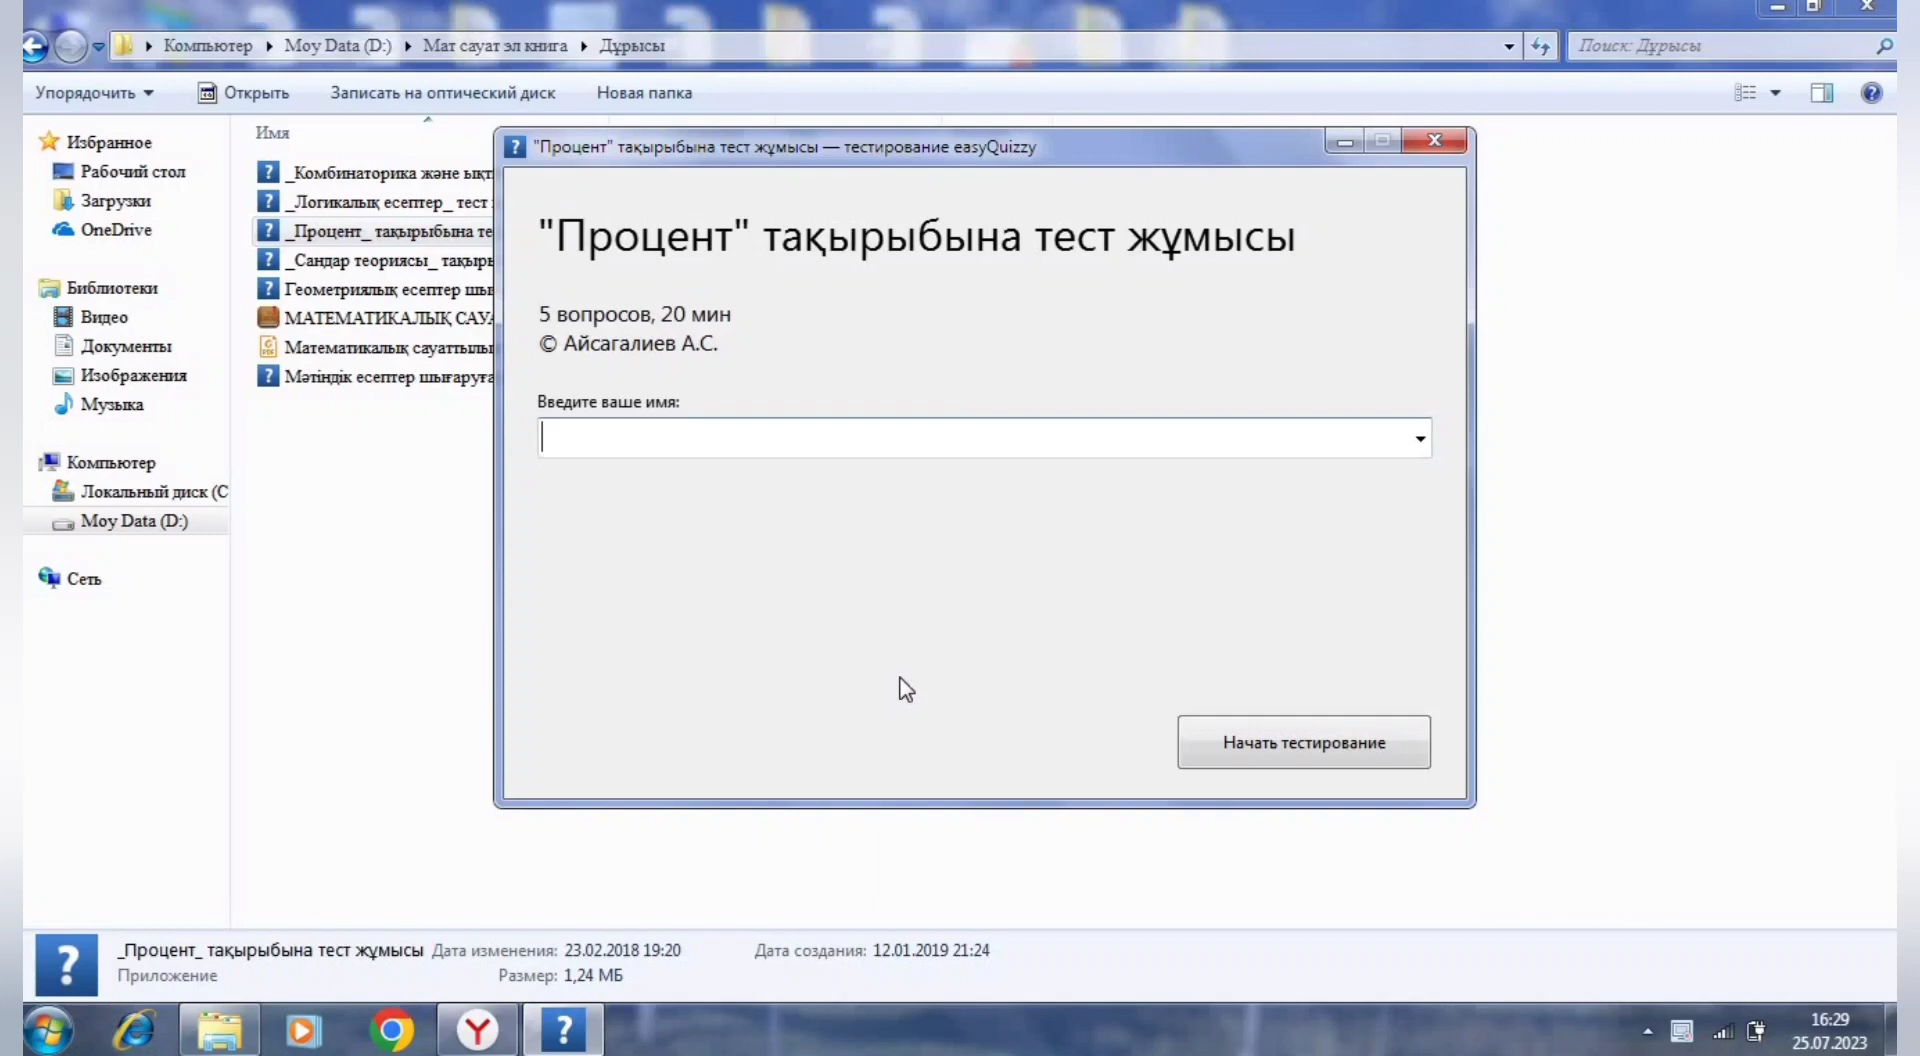 Компьютер Moy Data (D:) Мат сауат эл книга Дұрысы
Поиск: Дұрысы
Упорядочить Открыть Записать на оптический диск Новая папка
Избранное
Рабочий стол
Загрузки
OneDrive
Библиотеки
Видео
Документы
Изображения
Музыка
Компьютер
Локальный диск (C
Moy Data (D:)
Сеть
Имя
_Комбинаторика және
_Логикалық есептер_ тест
_Процент_ тақырыбына те
_Сандар теориясы_ тақыры
Геометриялық есептер шы
МАТЕМАТИКАЛЫҚ САУА
Математикалық сауаттылы
Мәтіндік есептер шығаруға
"Процент" тақырыбына тест жұмысы — тестирование easyQuizzy
"Процент" тақырыбына тест жұмысы
5 вопросов, 20 мин
© Айсагалиев А.С.
Введите ваше имя:
Начать тестирование
_Процент_ тақырыбына тест жұмысы Дата изменения: 23.02.2018 19:20 Дата создания: 12.01.2019 21:24
Приложение Размер: 1,24 МБ
16:29
25.07.2023